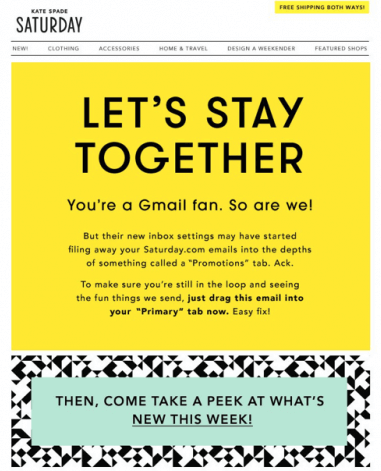 KATE SPADE
SATURDAY
FREE SHIPPING BOTH WAYS!
NEW!
CLOTHING
ACCESSORIES
HOME & TRAVEL
DESIGN A WEEKENDER
FEATURED SHOPS
LET'S STAY
TOGETHER
You're a Gmail fan. So are we!
But their new inbox settings may have started
filing away your Saturday.com emails into the depths
of something called a "Promotions" tab. Ack.
To make sure you're still in the loop and seeing
the fun things we send, just drag this email into
your "Primary" tab now. Easy fix!
THEN, COME TAKE A PEEK AT WHAT'S
NEW THIS WEEK!